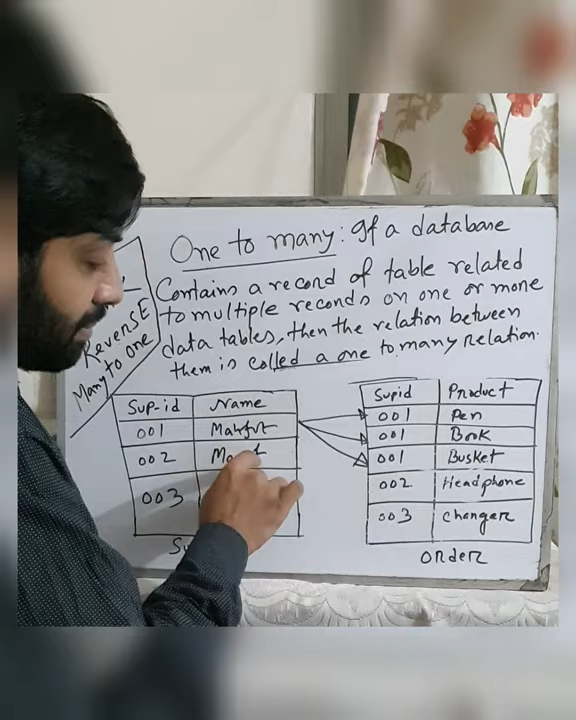 One to many: If a database
Contains a record of table related
to multiple records on one or more
data tables, then the relation between
them is called a one to many relation.
ReverSE
Many to one
Sup-id Name
001
002
003
Supid Product
001 Pen
001 Book
001 Busket
002 Headphone
003 Changer
Order